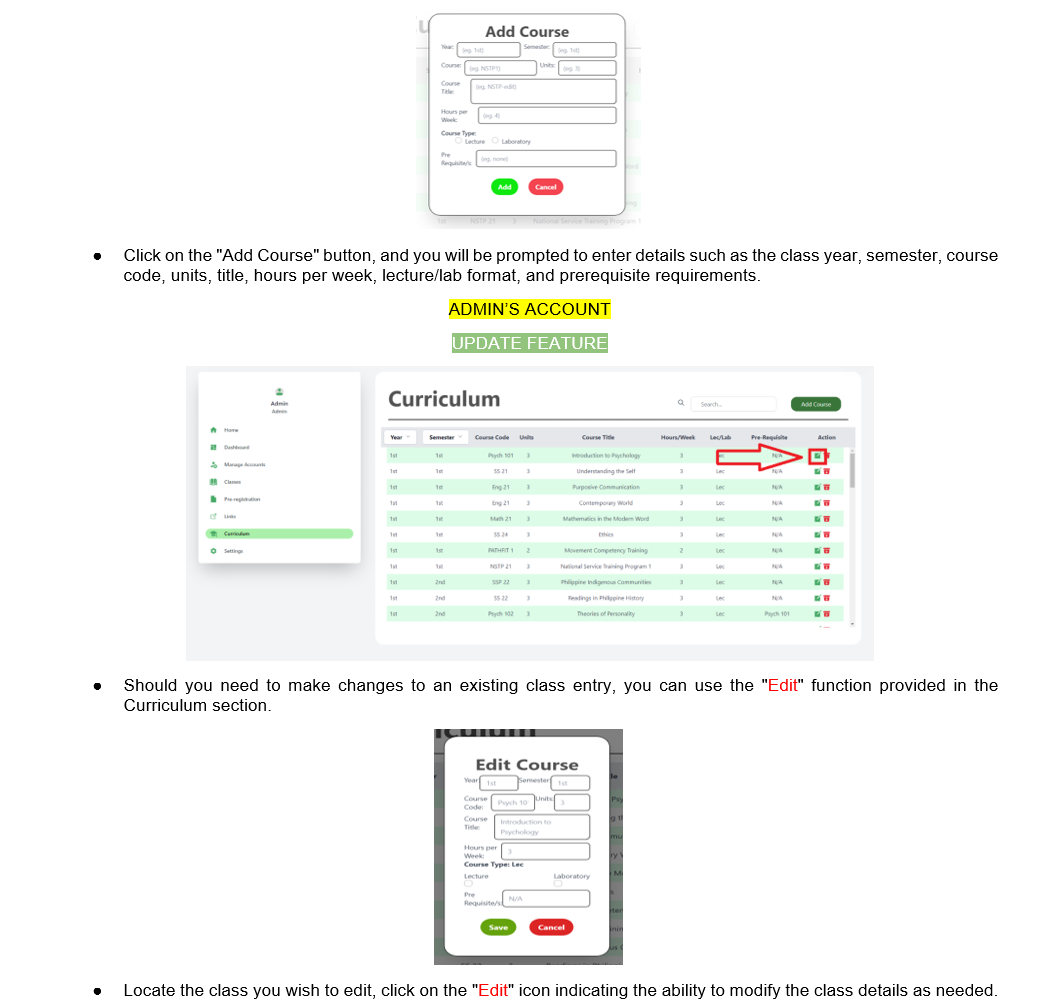 Add Course
Year: (eg. 1st) Semester: (eg. 1st)
Course: (eg. NSTP1) Units: (eg. 3)
Course Title: (eg. NSTP-edit)
Hours per Week: (eg. 4)
Course Type:
Lecture Laboratory
Pre Requisite/s: (eg. none)
Add Cancel
1st NSTP 21 3 National Service Training Program 1
● Click on the "Add Course" button, and you will be prompted to enter details such as the class year, semester, course
code, units, title, hours per week, lecture/lab format, and prerequisite requirements.
ADMIN'S ACCOUNT
UPDATE FEATURE
Admin
Admin
Home
Dashboard
Manage Accounts
Classes
Pre-registration
Links
Curriculum
Settings
Curriculum
Search...
Add Course
Year Semester Course Code Units Course Title Hours/Week Lec/Lab Pre-Requisite Action
1st 1st Psych 101 3 Introduction to Psychology 3 N/A
1st 1st SS 21 3 Understanding the Self 3 Lec N/A
1st 1st Eng 21 3 Purposive Communication 3 Lec N/A
1st 1st Eng 21 3 Contemporary World 3 Lec N/A
1st 1st Math 21 3 Mathematics in the Modern Word 3 Lec N/A
1st 1st SS 24 3 Ethics 3 Lec N/A
1st 1st PATHFIT 1 2 Movement Competency Training 2 Lec N/A
1st 1st NSTP 21 3 National Service Training Program 1 3 Lec N/A
1st 2nd SSP 22 3 Philippine Indigenous Communities 3 Lec N/A
1st 2nd SS 22 3 Readings in Philippine History 3 Lec N/A
1st 2nd Psych 102 3 Theories of Personality 3 Lec Psych 101
● Should you need to make changes to an existing class entry, you can use the "Edit" function provided in the
Curriculum section.
Edit Course
Year: 1st Semester: 1st
Course Code: Psych 10 Units: 3
Course Title: Introduction to Psychology
Hours per Week: 3
Course Type: Lec
Lecture Laboratory
Pre Requisite/s: N/A
Save Cancel
● Locate the class you wish to edit, click on the "Edit" icon indicating the ability to modify the class details as needed.